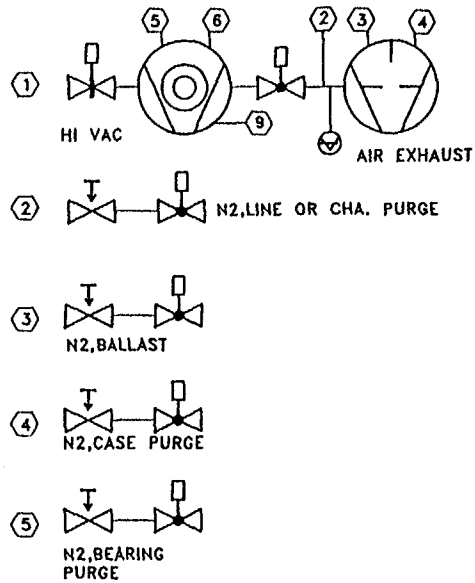 5 6 2 3 4
1
9
HI VAC
AIR EXHAUST
2 N2,LINE OR CHA. PURGE
3
N2,BALLAST
4
N2,CASE PURGE
5
N2,BEARING
PURGE